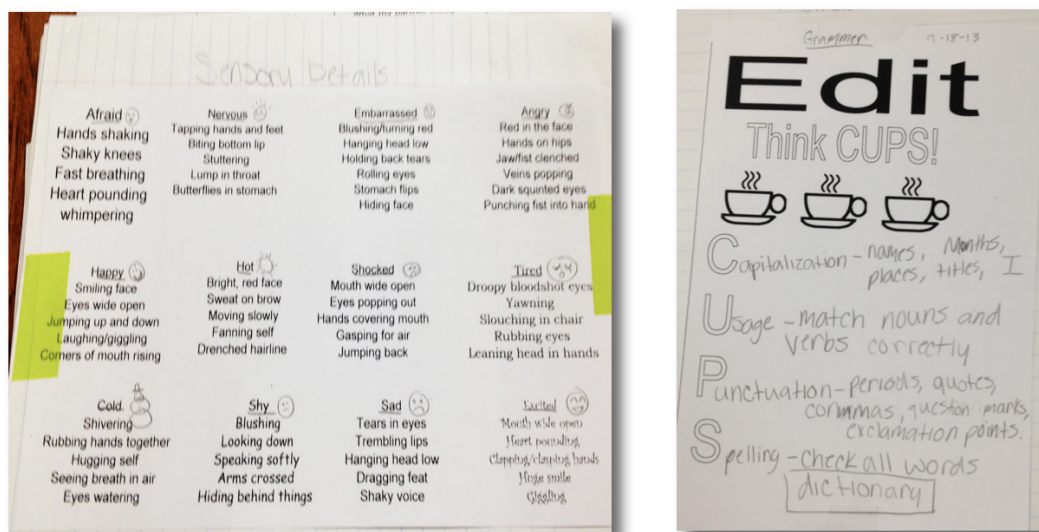 Sensory Details
Afraid
Hands shaking
Shaky knees
Fast breathing
Heart pounding
whimpering
Nervous
Tapping hands and feet
Biting bottom lip
Stuttering
Lump in throat
Butterflies in stomach
Embarrassed
Blushing/turning red
Hanging head low
Holding back tears
Rolling eyes
Stomach flips
Hiding face
Angry
Red in the face
Hands on hips
Jaw/fist clenched
Veins popping
Dark squinted eyes
Punching fist into hand
Happy
Smiling face
Eyes wide open
Jumping up and down
Laughing/giggling
Corners of mouth rising
Hot
Bright, red face
Sweat on brow
Moving slowly
Fanning self
Drenched hairline
Shocked
Mouth wide open
Eyes popping out
Hands covering mouth
Gasping for air
Jumping back
Tired
Droopy bloodshot eyes
Yawning
Slouching in chair
Rubbing eyes
Leaning head in hands
Cold
Shivering
Rubbing hands together
Hugging self
Seeing breath in air
Eyes watering
Shy
Blushing
Looking down
Speaking softly
Arms crossed
Hiding behind things
Sad
Tears in eyes
Trembling lips
Hanging head low
Dragging feat
Shaky voice
Excited
Mouth wide open
Heart pounding
Clapping/clasping hands
Huge smile
Giggling
Grammer 9-18-13
Edit
Think CUPS!
Capitalization - names, Months,
places, titles, I
Usage - match nouns and
verbs correctly
Punctuation - periods, quotes,
commas, question marks,
exclamation points.
Spelling - check all words
dictionary